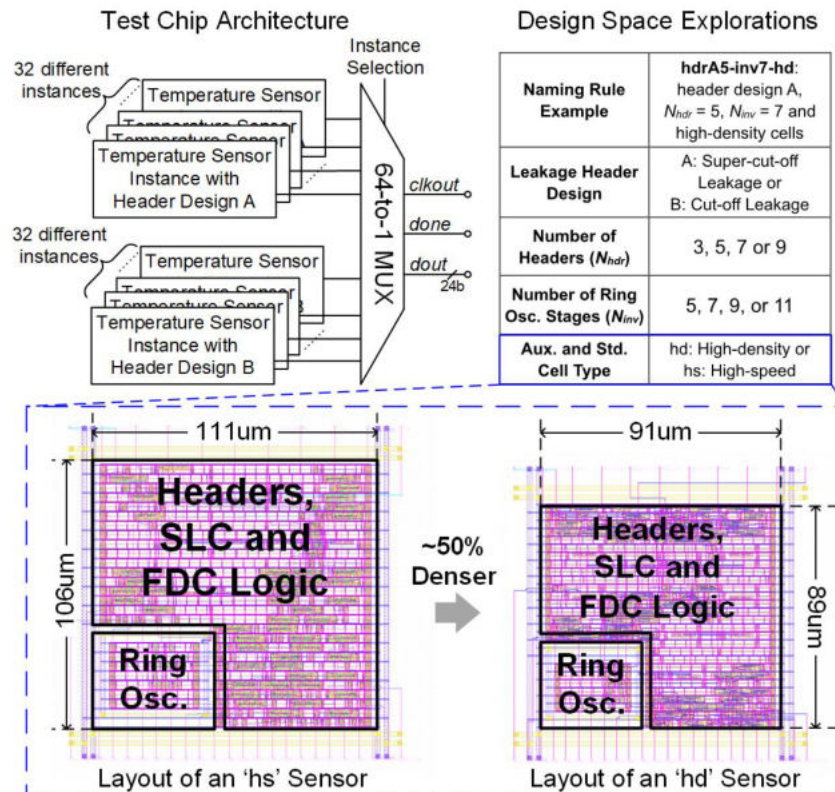 Test Chip Architecture
32 different
instances
Temperature Sensor
Temperature Sensor
Instance with
Header Design A
32 different
instances
Temperature Sensor
Temperature Sensor
Instance with
Header Design B
Instance
Selection
64-to-1 MUX
clkout
done
dout
24b
Design Space Explorations
Naming Rule
Example
hdrA5-inv7-hd:
header design A,
Nhdr = 5, Ninv = 7 and
high-density cells
Leakage Header
Design
A: Super-cut-off
Leakage or
B: Cut-off Leakage
Number of
Headers (Nhdr)
3, 5, 7 or 9
Number of Ring
Osc. Stages (Ninv)
5, 7, 9, or 11
Aux. and Std.
Cell Type
hd: High-density or
hs: High-speed
111um
106um
Headers,
SLC and
FDC Logic
Ring
Osc.
Layout of an 'hs' Sensor
~50%
Denser
91um
89um
Headers,
SLC and
FDC Logic
Ring
Osc.
Layout of an 'hd' Sensor